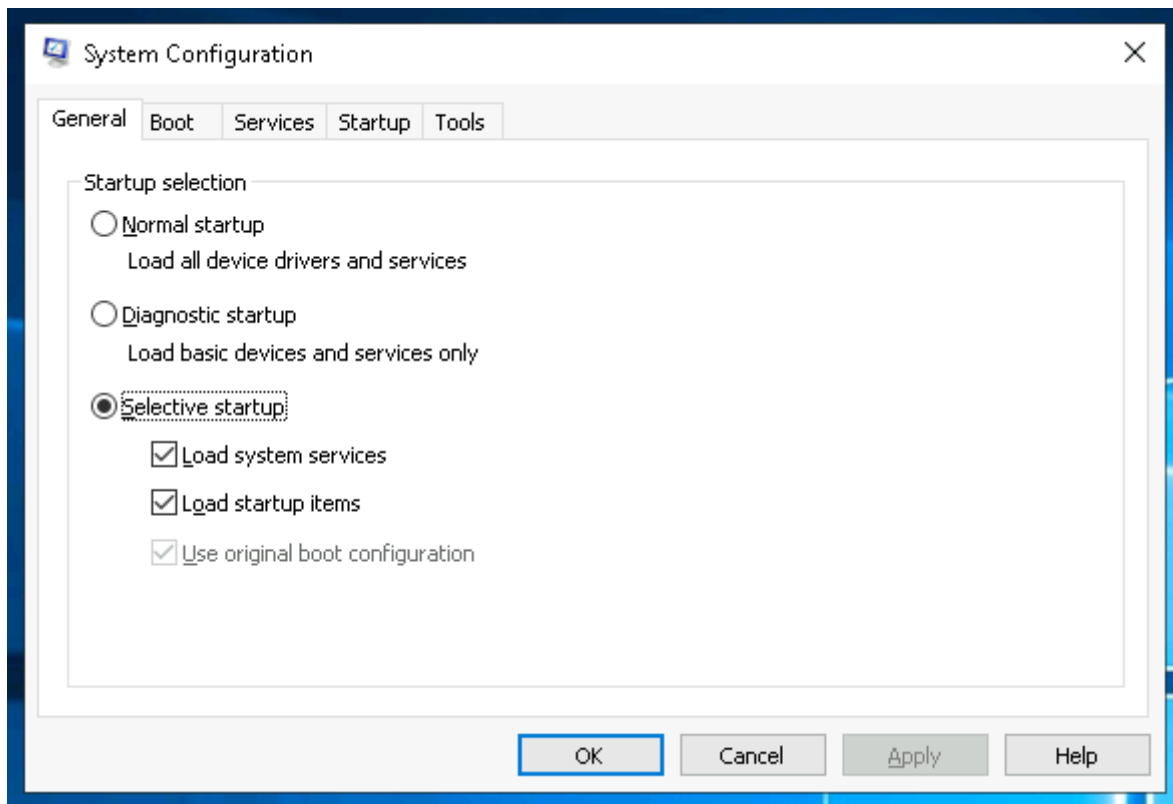 System Configuration
General Boot Services Startup Tools
Startup selection
Normal startup
Load all device drivers and services
Diagnostic startup
Load basic devices and services only
Selective startup
Load system services
Load startup items
Use original boot configuration
OK Cancel Apply Help